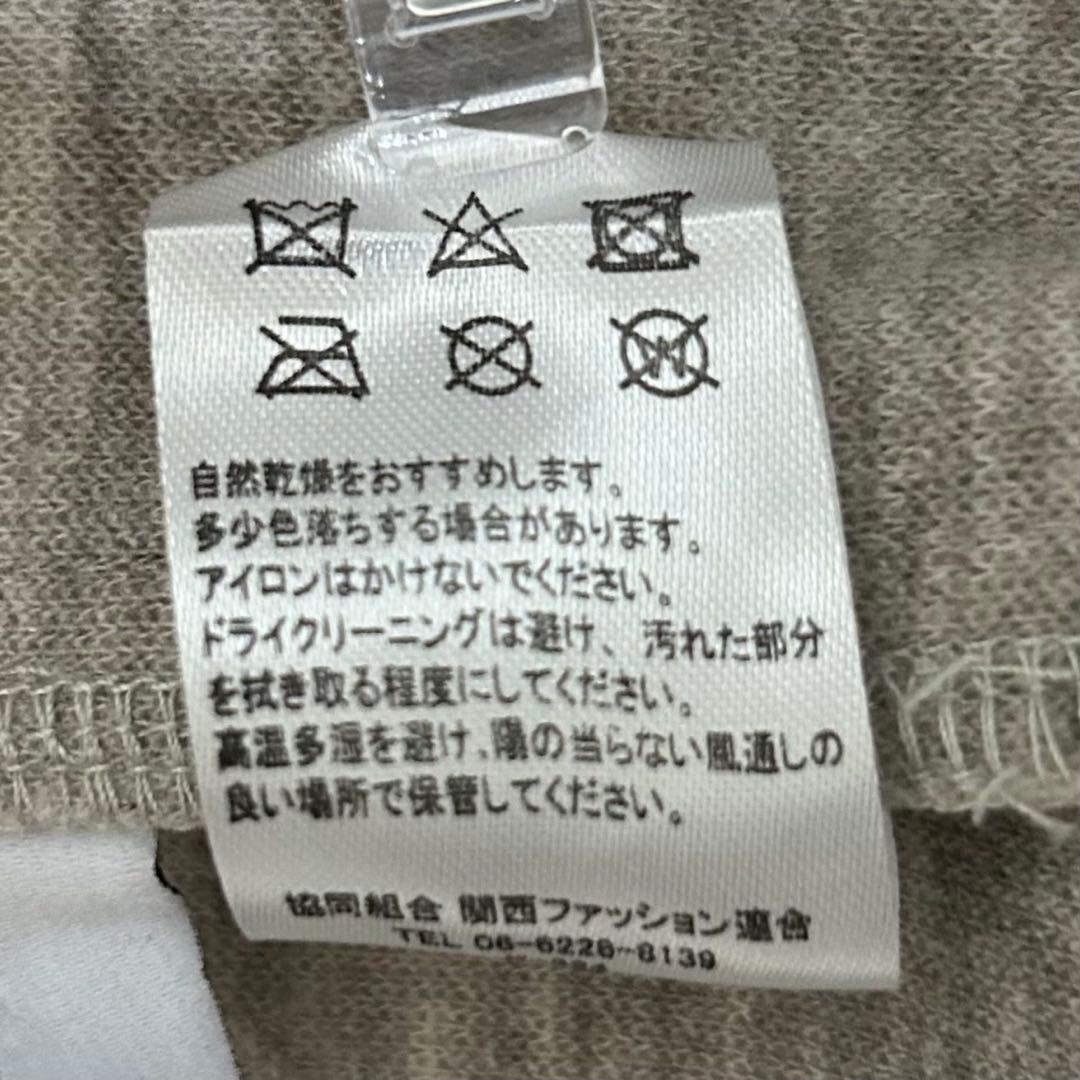 W
自然乾燥をおすすめします。
多少色落ちする場合があります。
アイロンはかけないでください。
ドライクリーニングは避け、汚れた部分
を拭き取る程度にしてください。
高温多湿を避け、陽の当らない風通しの
良い場所で保管してください。
協同組合 関西ファッション連合
TEL 06-6228-8139